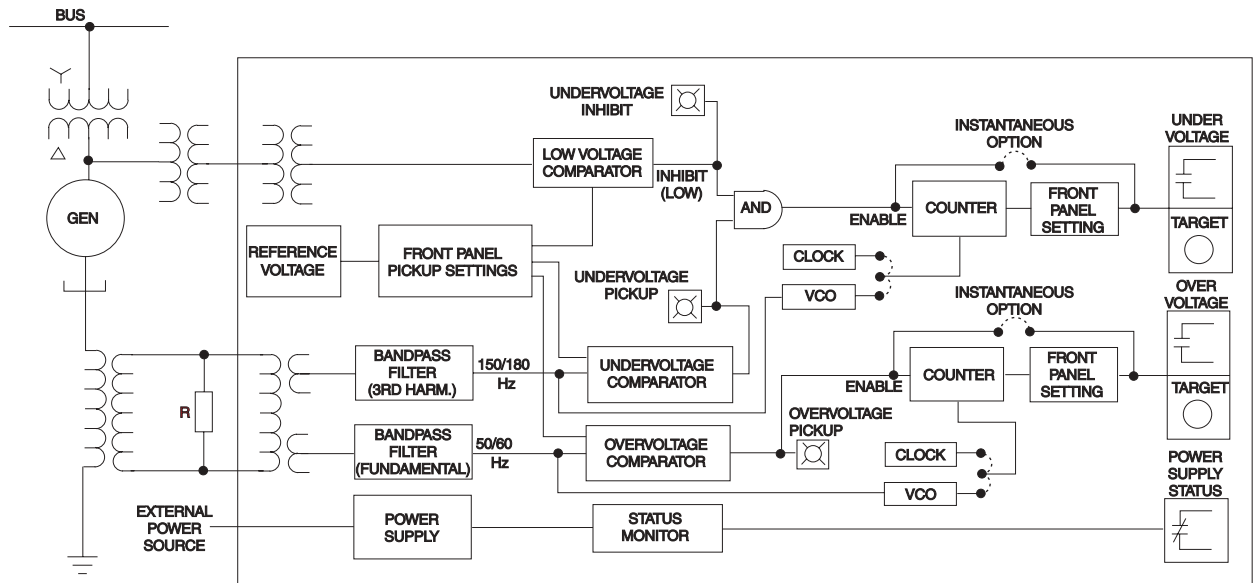 BUS
UNDERVOLTAGE
INHIBIT
INSTANTANEOUS
OPTION
UNDER
VOLTAGE
LOW VOLTAGE
COMPARATOR
INHIBIT
(LOW)
AND
ENABLE
COUNTER
FRONT
PANEL
SETTING
TARGET
GEN
REFERENCE
VOLTAGE
FRONT PANEL
PICKUP SETTINGS
UNDERVOLTAGE
PICKUP
CLOCK
VCO
INSTANTANEOUS
OPTION
OVER
VOLTAGE
BANDPASS
FILTER
(3RD HARM.)
150/180
Hz
UNDERVOLTAGE
COMPARATOR
ENABLE
COUNTER
FRONT
PANEL
SETTING
TARGET
R
OVERVOLTAGE
PICKUP
BANDPASS
FILTER
(FUNDAMENTAL)
50/60
Hz
OVERVOLTAGE
COMPARATOR
CLOCK
VCO
POWER
SUPPLY
STATUS
EXTERNAL
POWER
SOURCE
POWER
SUPPLY
STATUS
MONITOR